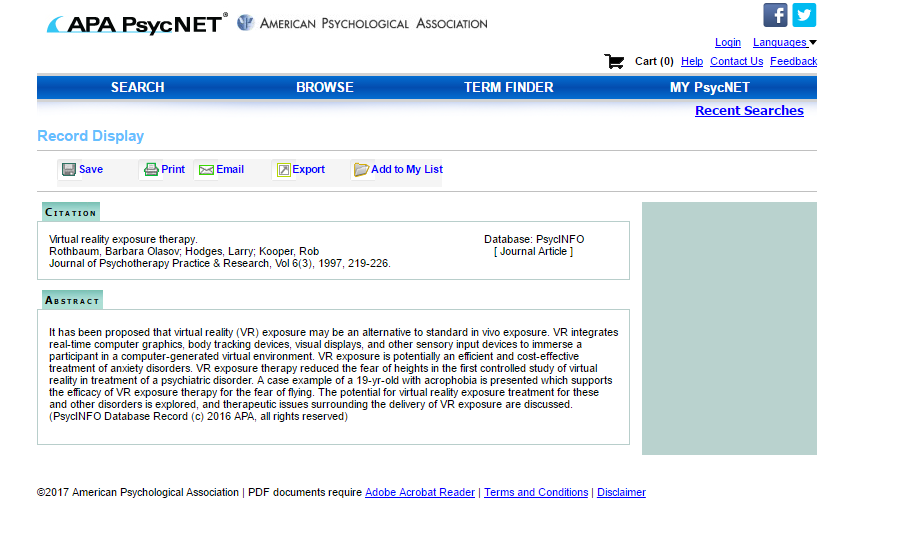 APA PsycNET® AMERICAN PSYCHOLOGICAL ASSOCIATION
Login Languages
Cart (0) Help Contact Us Feedback
SEARCH BROWSE TERM FINDER MY PsycNET
Recent Searches
Record Display
Save Print Email Export Add to My List
CITATION
Virtual reality exposure therapy. Database: PsycINFO
Rothbaum, Barbara Olasov; Hodges, Larry; Kooper, Rob [ Journal Article ]
Journal of Psychotherapy Practice & Research, Vol 6(3), 1997, 219-226.
ABSTRACT
It has been proposed that virtual reality (VR) exposure may be an alternative to standard in vivo exposure. VR integrates
real-time computer graphics, body tracking devices, visual displays, and other sensory input devices to immerse a
participant in a computer-generated virtual environment. VR exposure is potentially an efficient and cost-effective
treatment of anxiety disorders. VR exposure therapy reduced the fear of heights in the first controlled study of virtual
reality in treatment of a psychiatric disorder. A case example of a 19-yr-old with acrophobia is presented which supports
the efficacy of VR exposure therapy for the fear of flying. The potential for virtual reality exposure treatment for these
and other disorders is explored, and therapeutic issues surrounding the delivery of VR exposure are discussed.
(PsycINFO Database Record (c) 2016 APA, all rights reserved)
©2017 American Psychological Association | PDF documents require Adobe Acrobat Reader | Terms and Conditions | Disclaimer